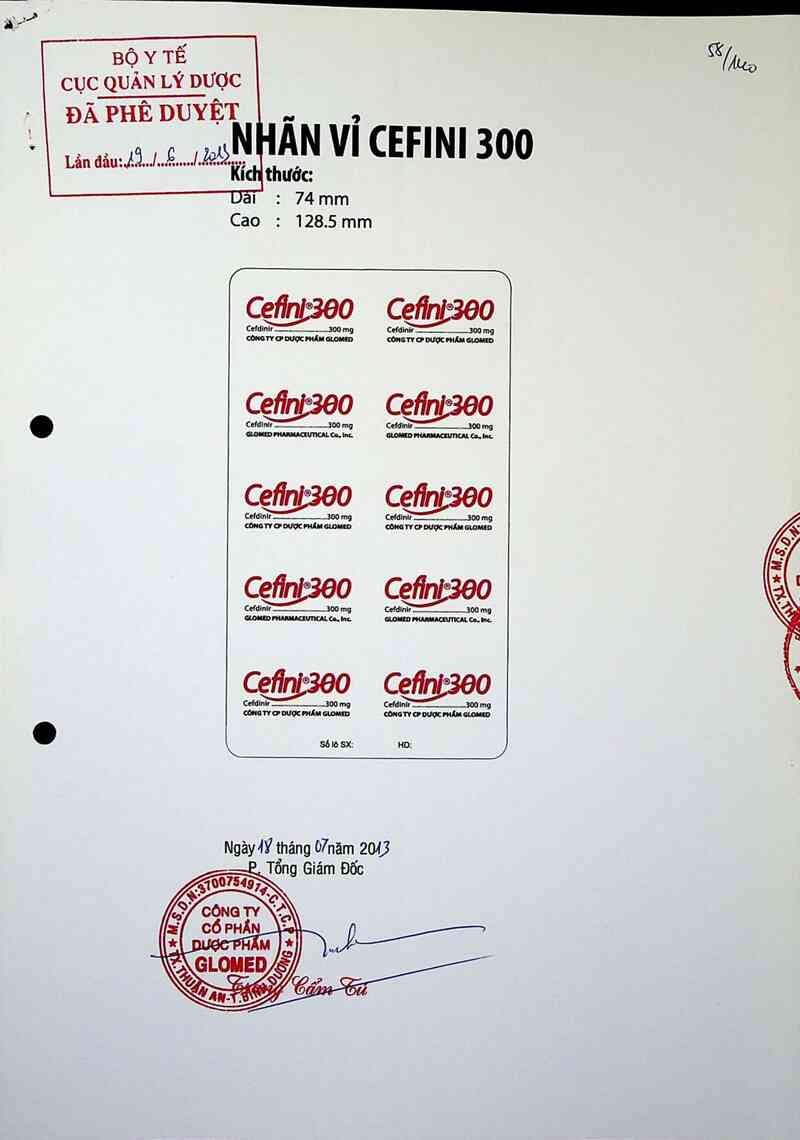 58/1400
BỘ Y TẾ
CỤC QUẢN LÝ DƯỢC
ĐÃ PHÊ DUYỆT
Lần đầu: 19 / 6 / 2013
NHÃN VỈ CEFINI 300
Kích thước:
Dài : 74 mm
Cao : 128.5 mm
Cefini®300 Cefini®300
Cefdinir 300 mg Cefdinir 300 mg
CÔNG TY CP DƯỢC PHẨM GLOMED CÔNG TY CP DƯỢC PHẨM GLOMED
Cefini®300 Cefini®300
Cefdinir 300 mg Cefdinir 300 mg
GLOMED PHARMACEUTICAL Co., Inc. GLOMED PHARMACEUTICAL Co., Inc.
Cefini®300 Cefini®300
Cefdinir 300 mg Cefdinir 300 mg
CÔNG TY CP DƯỢC PHẨM GLOMED CÔNG TY CP DƯỢC PHẨM GLOMED
Cefini®300 Cefini®300
Cefdinir 300 mg Cefdinir 300 mg
GLOMED PHARMACEUTICAL Co., Inc. GLOMED PHARMACEUTICAL Co., Inc.
Cefini®300 Cefini®300
Cefdinir 300 mg Cefdinir 300 mg
CÔNG TY CP DƯỢC PHẨM GLOMED CÔNG TY CP DƯỢC PHẨM GLOMED
Số lô SX: HD:
M.S.D.N
TX.TH
Ngày 18 tháng 07 năm 2013
P. Tổng Giám Đốc
M.S.D.N:3700754914-C.T.C.P
CÔNG TY
CỔ PHẦN
DƯỢC PHẨM
GLOMED
TX.THUẬN AN-T.BÌNH DƯƠNG
Cẩm Tú